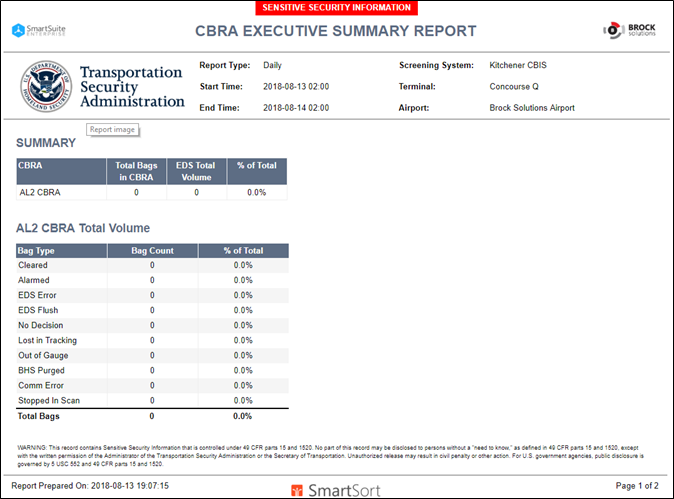 SENSITIVE SECURITY INFORMATION
SmartSuite
ENTERPRISE
CBRA EXECUTIVE SUMMARY REPORT
BROCK
solutions
U.S. DEPARTMENT OF
HOMELAND SECURITY
Transportation
Security
Administration
Report Type: Daily Screening System: Kitchener CBIS
Start Time: 2018-08-13 02:00 Terminal: Concourse Q
End Time: 2018-08-14 02:00 Airport: Brock Solutions Airport
Report image
SUMMARY
CBRA Total Bags in CBRA EDS Total Volume % of Total
AL2 CBRA 0 0 0.0%
AL2 CBRA Total Volume
Bag Type Bag Count % of Total
Cleared 0 0.0%
Alarmed 0 0.0%
EDS Error 0 0.0%
EDS Flush 0 0.0%
No Decision 0 0.0%
Lost in Tracking 0 0.0%
Out of Gauge 0 0.0%
BHS Purged 0 0.0%
Comm Error 0 0.0%
Stopped In Scan 0 0.0%
Total Bags 0 0.0%
WARNING: This record contains Sensitive Security Information that is controlled under 49 CFR parts 15 and 1520. No part of this record may be disclosed to persons without a "need to know," as defined in 49 CFR parts 15 and 1520, except
with the written permission of the Administrator of the Transportation Security Administration or the Secretary of Transportation. Unauthorized release may result in civil penalty or other action. For U.S. government agencies, public disclosure is
governed by 5 USC 552 and 49 CFR parts 15 and 1520.
Report Prepared On: 2018-08-13 19:07:15
SmartSort
Page 1 of 2